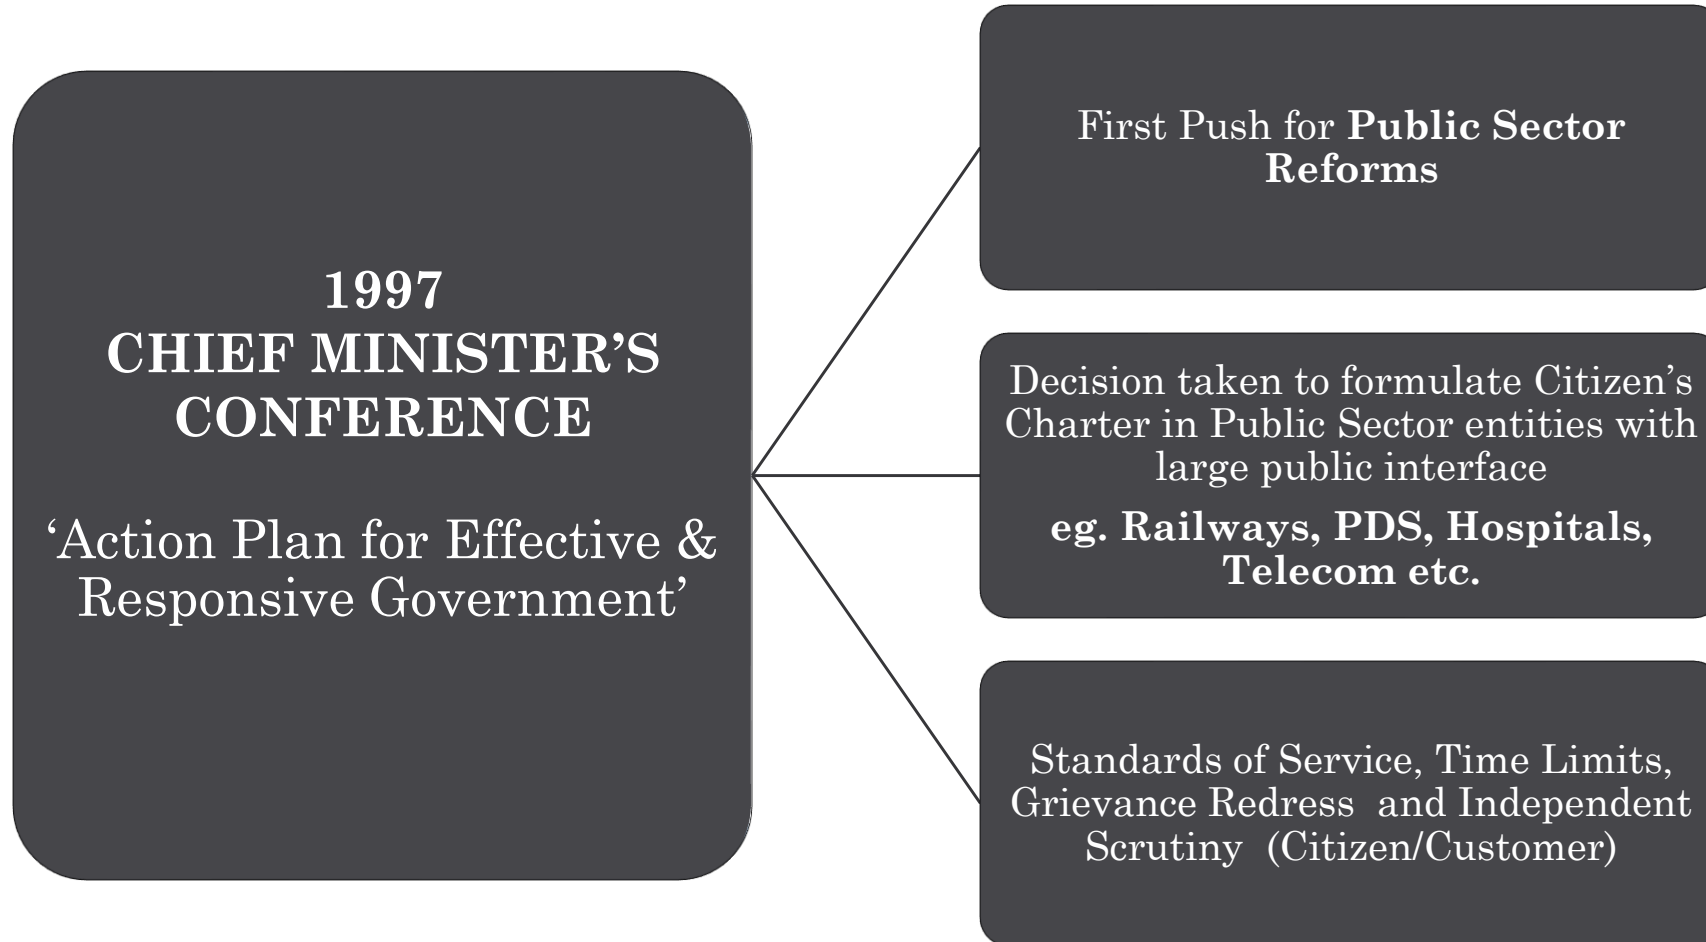 1997
CHIEF MINISTER’S
CONFERENCE
‘Action Plan for Effective &
Responsive Government’
First Push for Public Sector
Reforms
Decision taken to formulate Citizen’s
Charter in Public Sector entities with
large public interface
eg. Railways, PDS, Hospitals,
Telecom etc.
Standards of Service, Time Limits,
Grievance Redress  and Independent
Scrutiny  (Citizen/Customer)